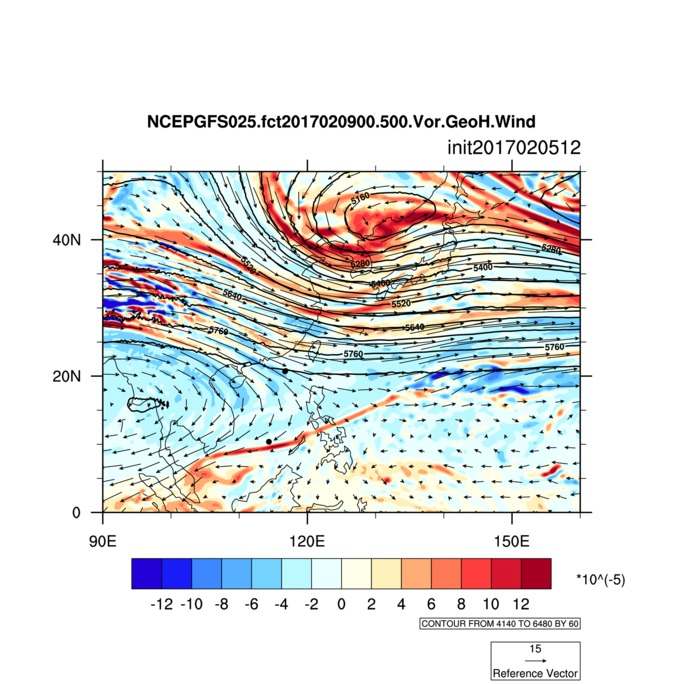 NCEPGFS025.fct2017020900.500.Vor.GeoH.Wind
init2017020512
5160
40N
5280
5280
5520
5400
5400
5640
5520
5760
5640
5760
5760
20N
0
90E 120E 150E
*10^(-5)
-12 -10 -8 -6 -4 -2 0 2 4 6 8 10 12
CONTOUR FROM 4140 TO 6480 BY 60
15
Reference Vector